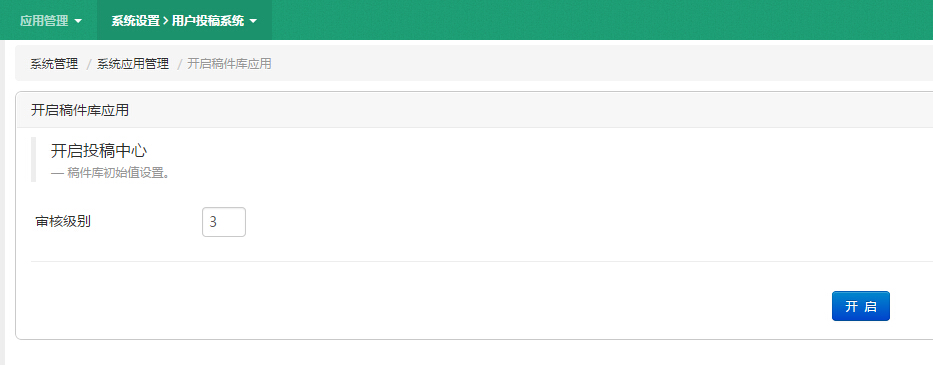 应用管理 系统设置 > 用户投稿系统
系统管理 / 系统应用管理 / 开启稿件库应用
开启稿件库应用
开启投稿中心
— 稿件库初始值设置。
审核级别 3
开 启